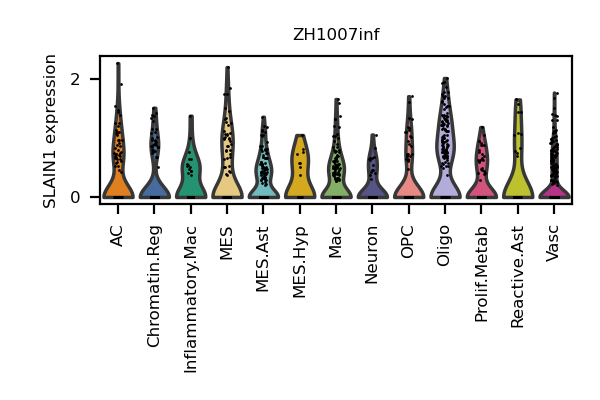 ZH1007inf
SLAIN1 expression
2
0
AC
Chromatin.Reg
Inflammatory.Mac
MES
MES.Ast
MES.Hyp
Mac
Neuron
OPC
Oligo
Prolif.Metab
Reactive.Ast
Vasc